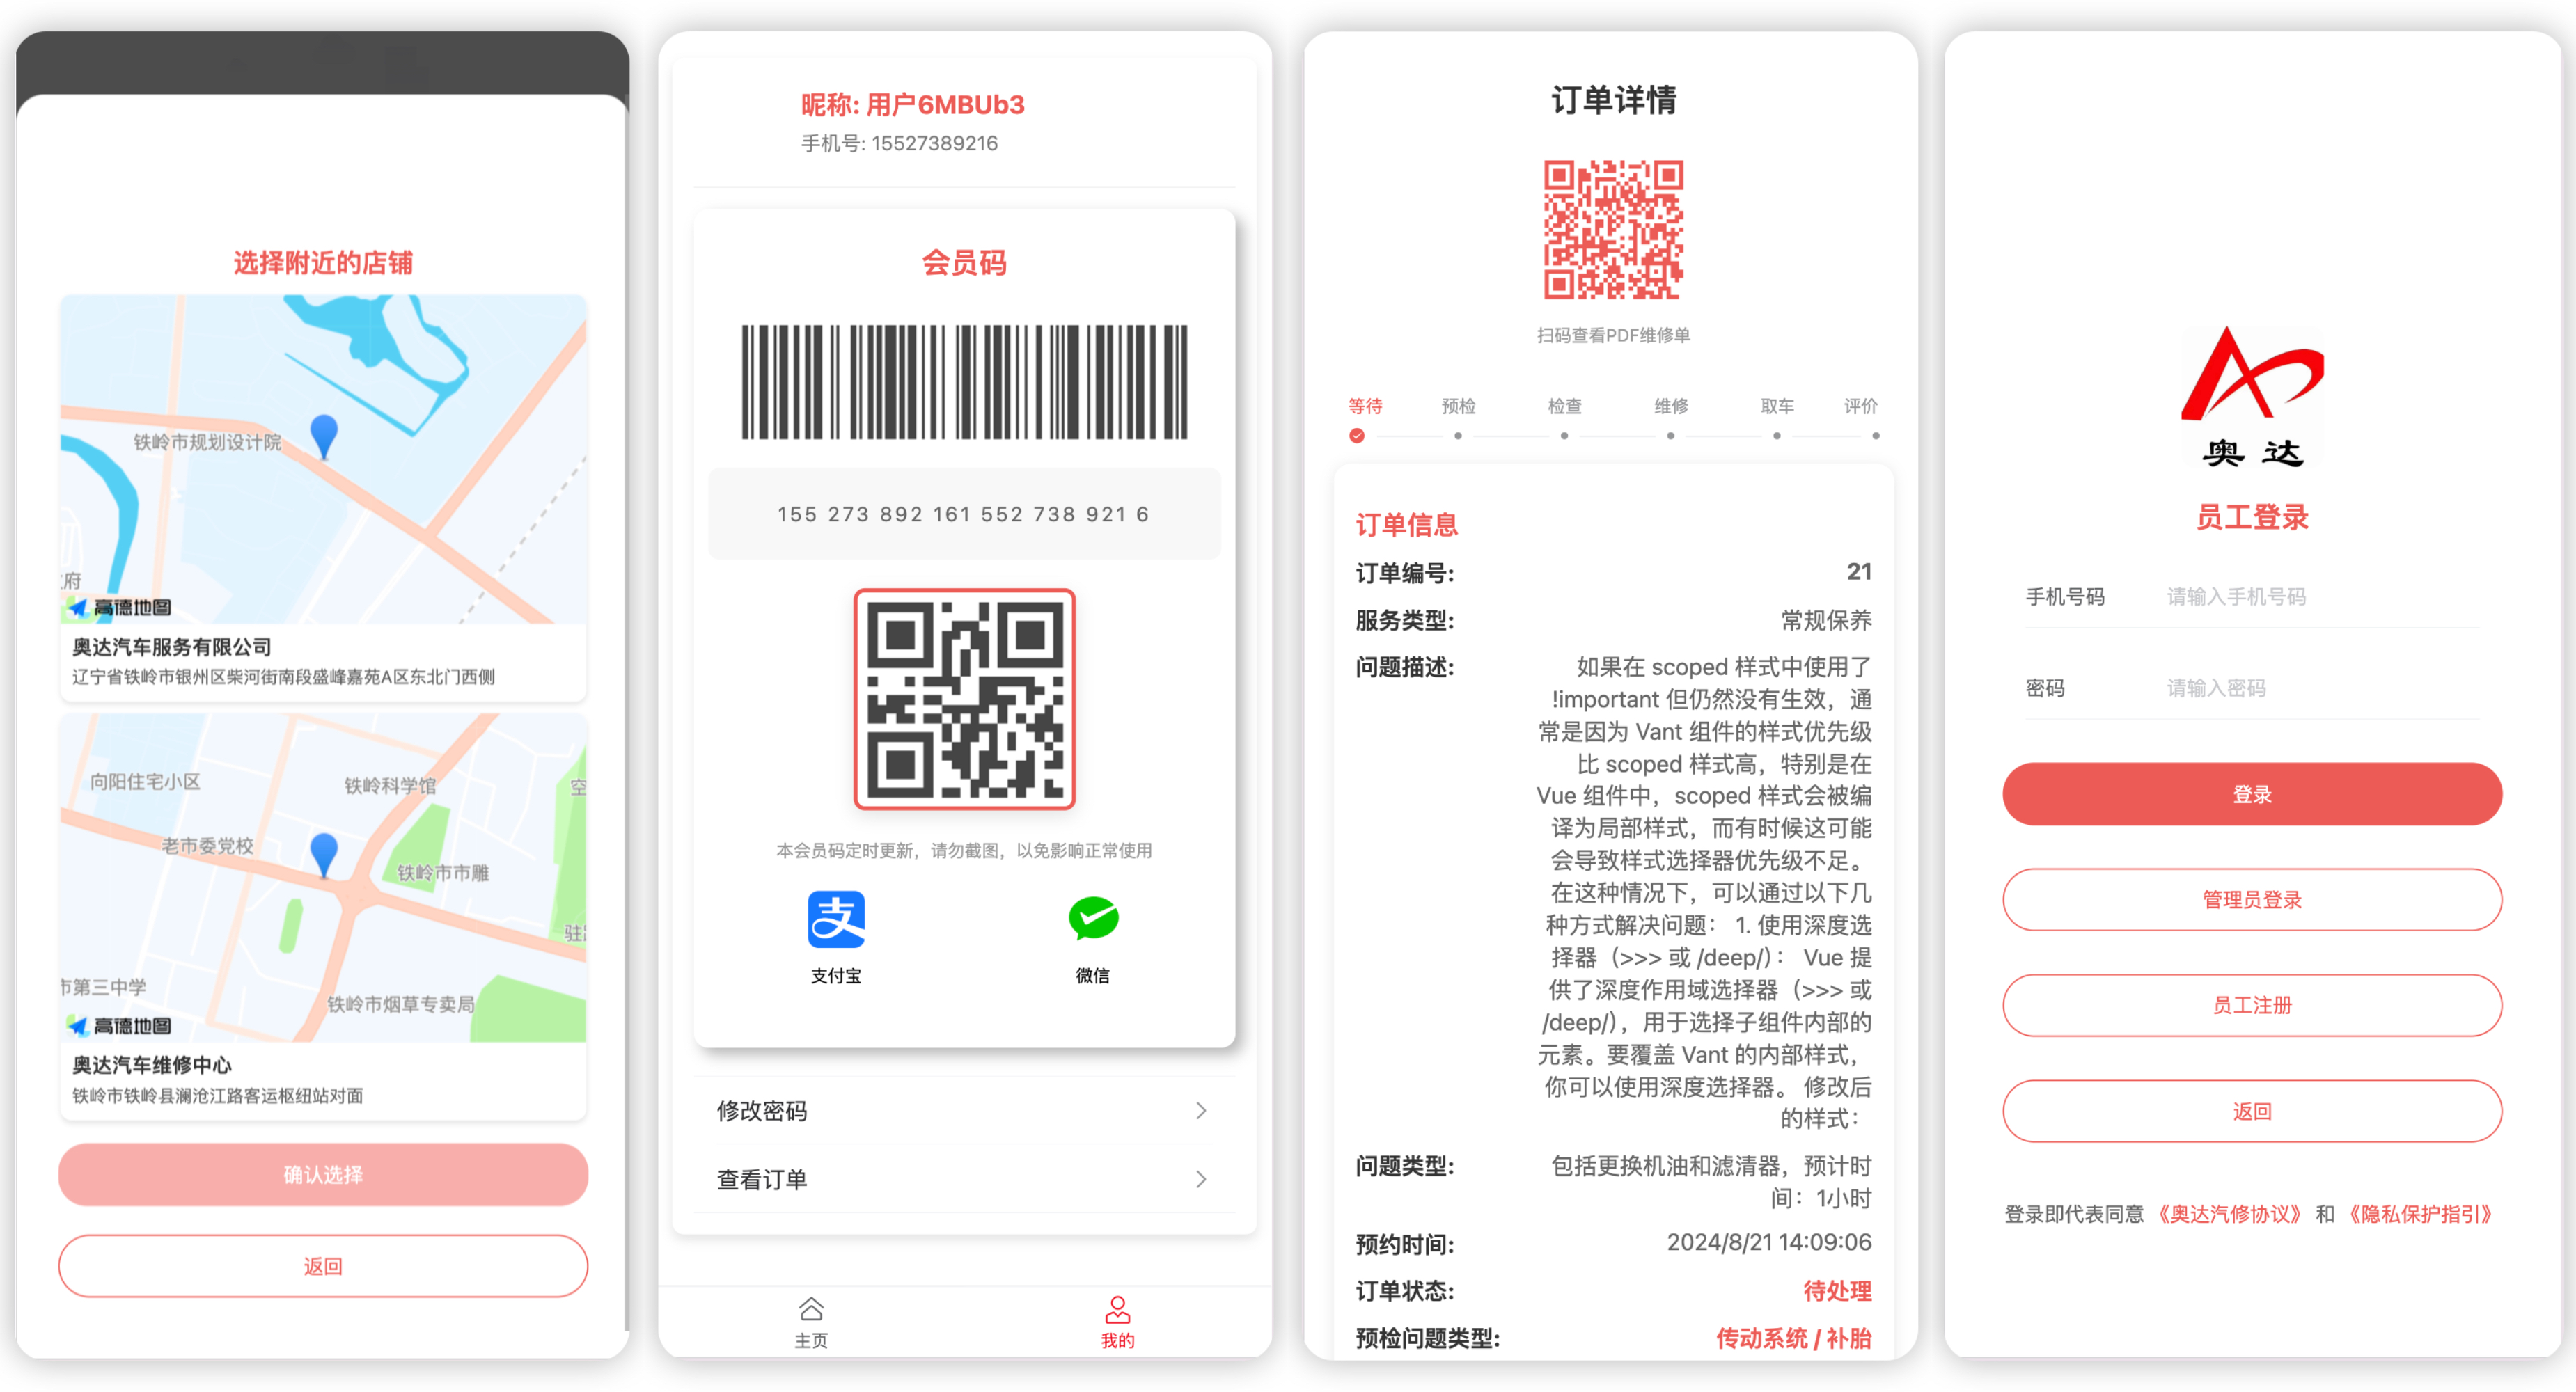 选择附近的店铺
铁岭市规划设计院
府
高德地图
奥达汽车服务有限公司
辽宁省铁岭市银州区柴河街南段盛峰嘉苑A区东北门西侧
向阳住宅小区
铁岭科学馆
空
老市委党校
铁岭市市雕
市第三中学
铁岭市烟草专卖局
高德地图
奥达汽车维修中心
铁岭市铁岭县澜沧江路客运枢纽站对面
确认选择
返回
昵称: 用户6MBUb3
手机号: 15527389216
会员码
155 273 892 161 552 738 921 6
本会员码定时更新，请勿截图，以免影响正常使用
支
支付宝
微信
修改密码
查看订单
主页
我的
订单详情
扫码查看PDF维修单
等待
预检
检查
维修
取车
评价
订单信息
订单编号:
21
服务类型:
常规保养
问题描述:
如果在 scoped 样式中使用了
!important 但仍然没有生效，通
常是因为 Vant 组件的样式优先级
比 scoped 样式高，特别是在
Vue 组件中，scoped 样式会被编
译为局部样式，而有时候这可能
会导致样式选择器优先级不足。
在这种情况下，可以通过以下几
种方式解决问题： 1. 使用深度选
择器（>>> 或 /deep/）： Vue 提
供了深度作用域选择器（>>> 或
/deep/），用于选择子组件内部的
元素。要覆盖 Vant 的内部样式，
你可以使用深度选择器。 修改后
的样式：
问题类型:
包括更换机油和滤清器，预计时
间：1小时
预约时间:
2024/8/21 14:09:06
订单状态:
待处理
预检问题类型:
传动系统 / 补胎
奥达
员工登录
手机号码
请输入手机号码
密码
请输入密码
登录
管理员登录
员工注册
返回
登录即代表同意《奥达汽修协议》和《隐私保护指引》